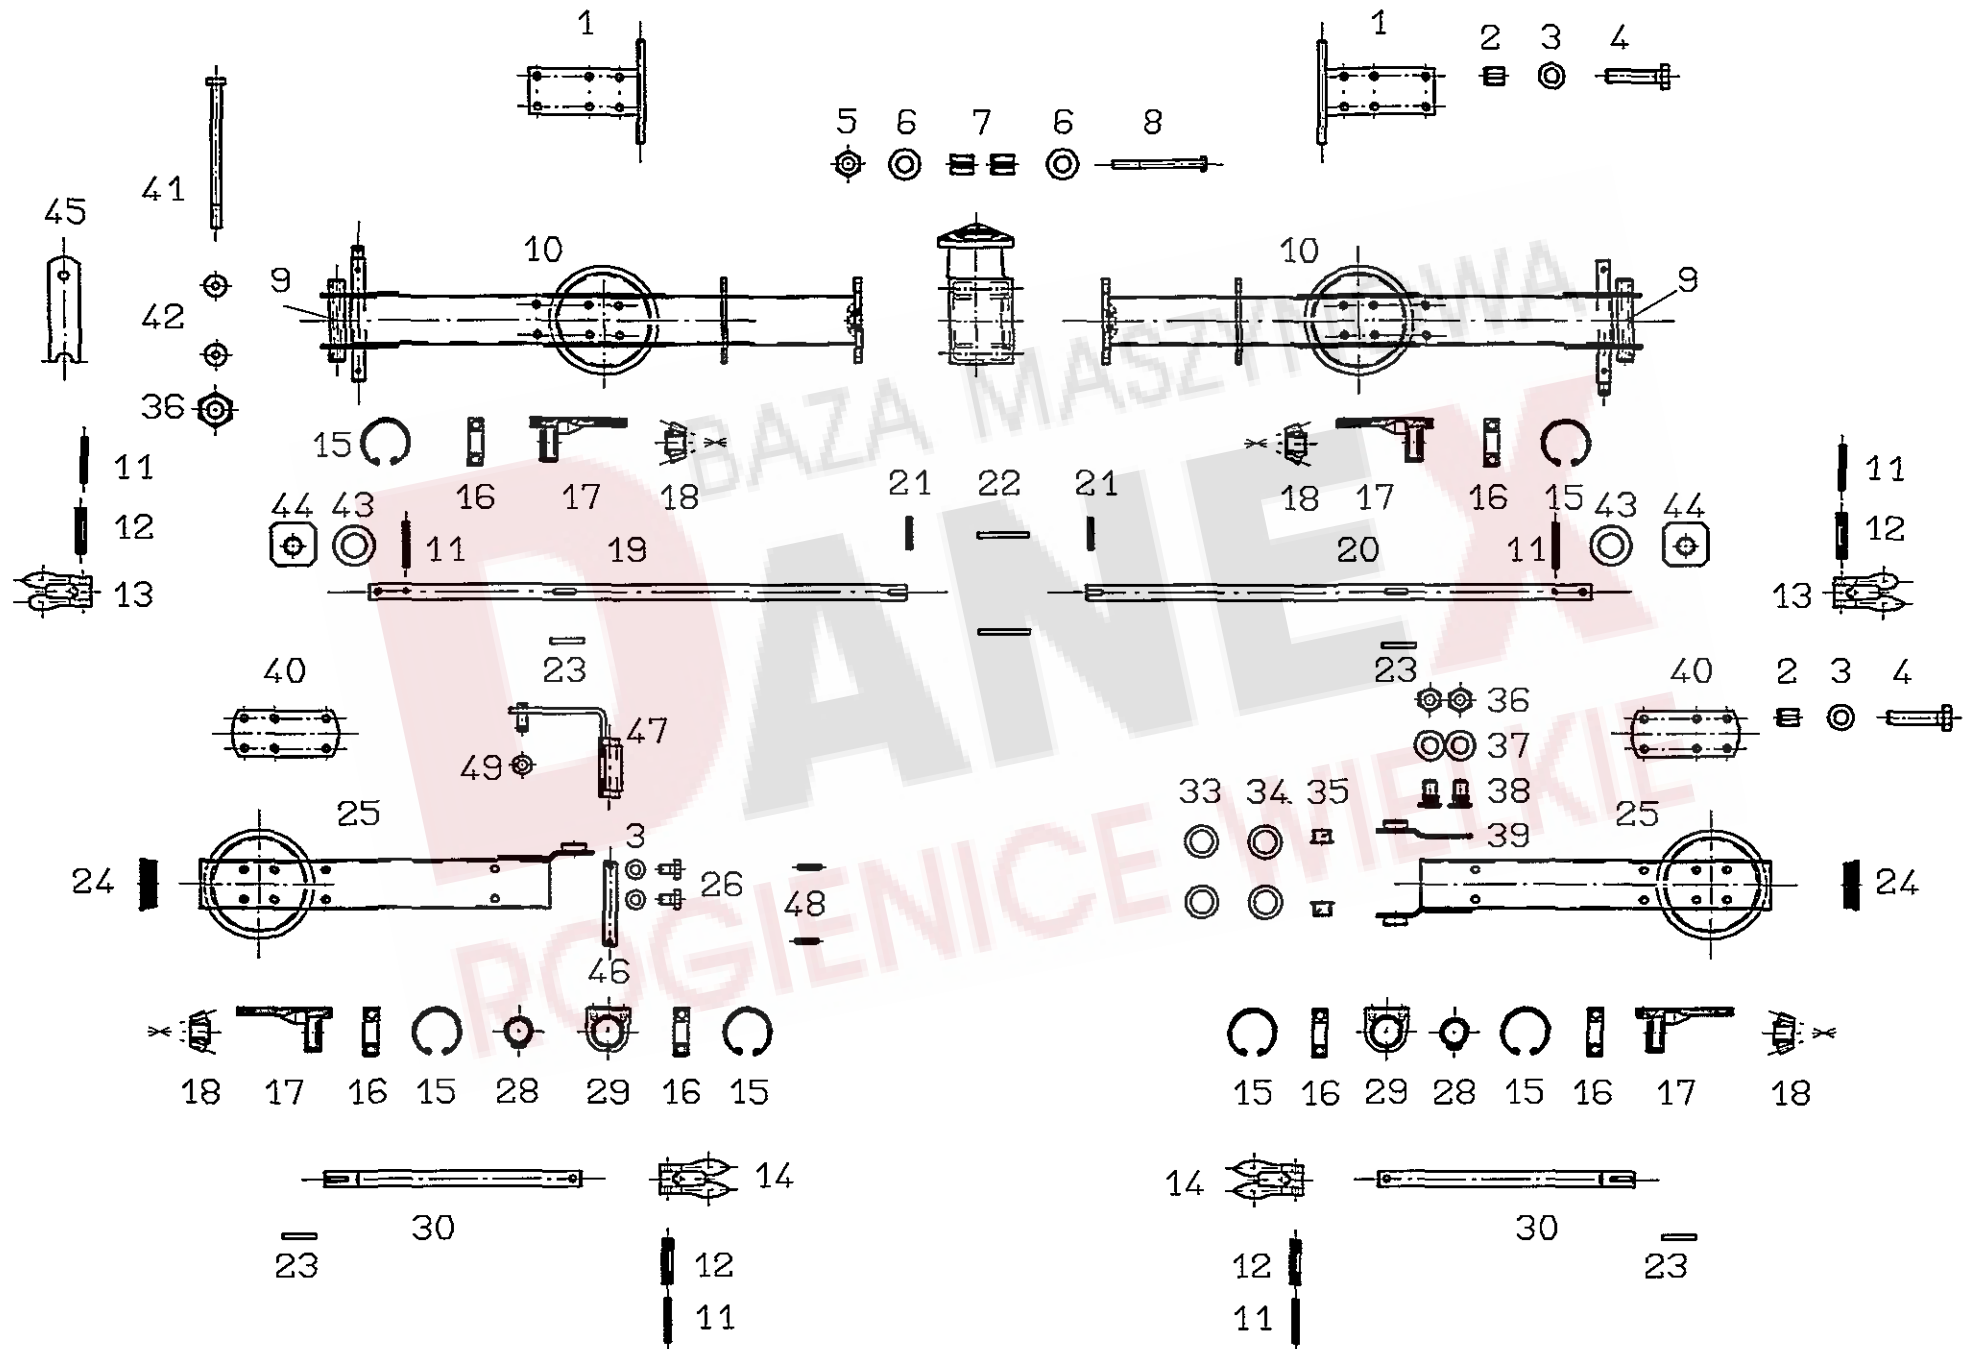 1 1 2 3 4
5 6 7 6 8
41
45
10 10
9 9
42
36
15 16 17 18 21 22 21 18 17 16 15
11 11
44 43 43 44
12 12
11 19 20 11
13 13
23 23
40 40 2 3 4
36
47
37
49
33 34 35 38
25 25
3 39
24 26 24
48
46
18 17 16 15 28 29 16 15 15 16 29 28 15 16 17 18
14 14
30 30
23 23
12 12
11 11
BAZA MASZYNOWA
DANEX
ROGIENICE WIELKIE